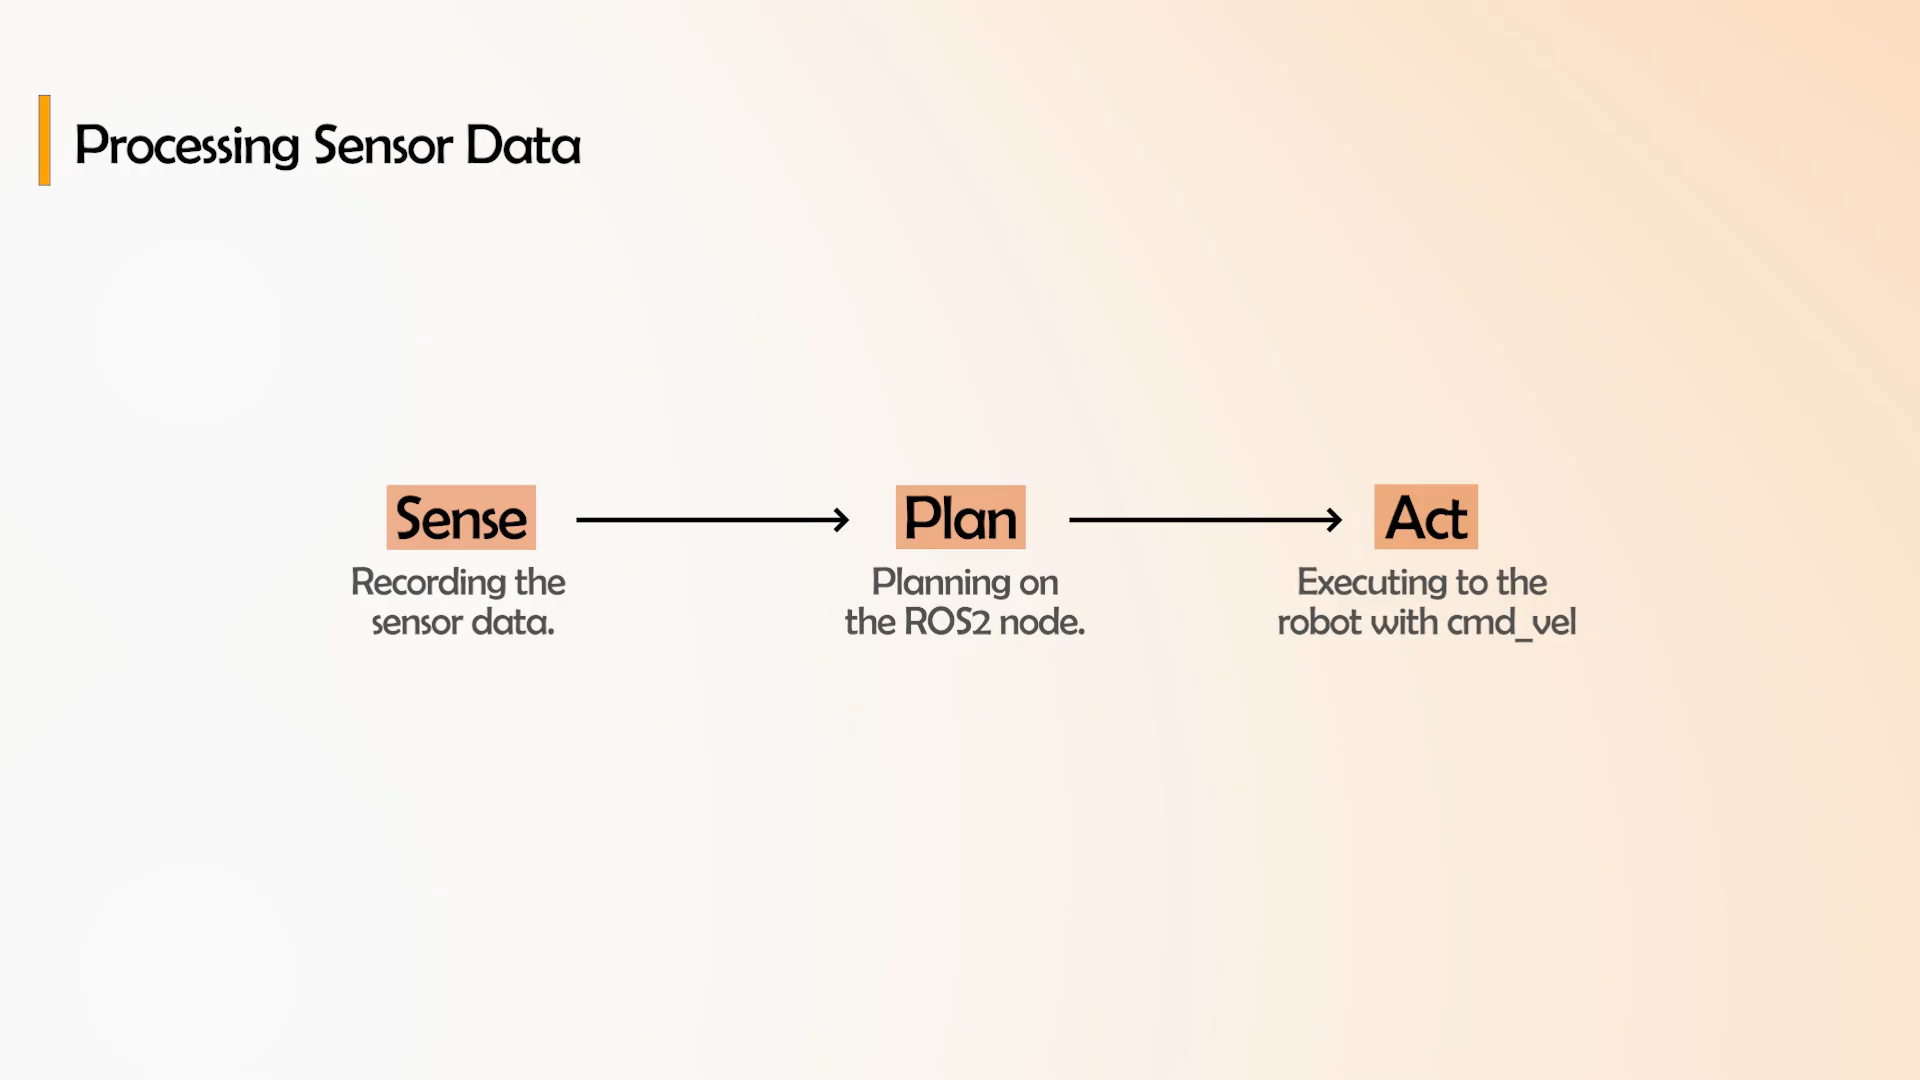 Processing Sensor Data
Sense
Recording the
sensor data.
Plan
Planning on
the ROS2 node.
Act
Executing to the
robot with cmd_vel